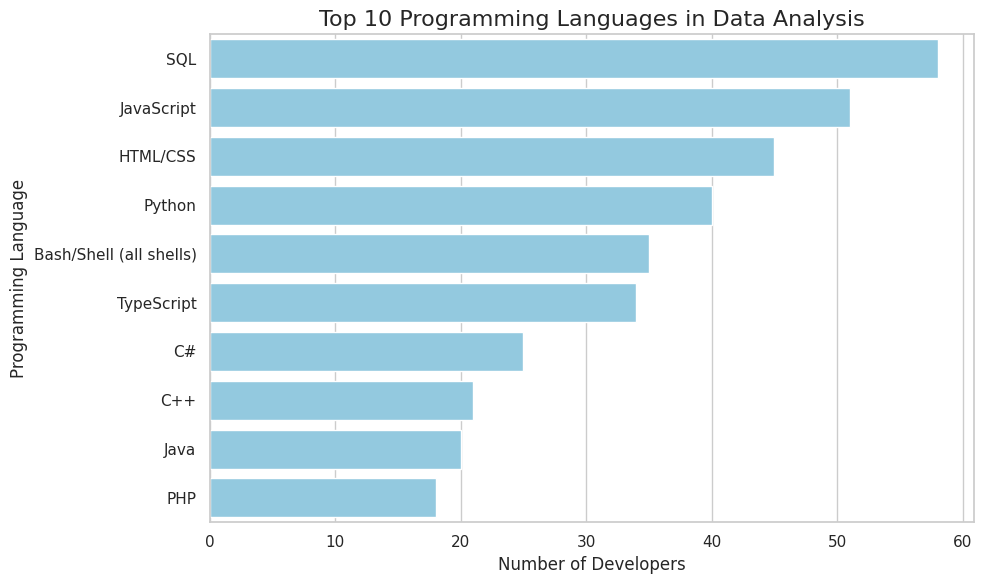 Top 10 Programming Languages in Data Analysis
SQL
JavaScript
HTML/CSS
Python
Bash/Shell (all shells)
TypeScript
C#
C++
Java
PHP
Programming Language
0 10 20 30 40 50 60
Number of Developers